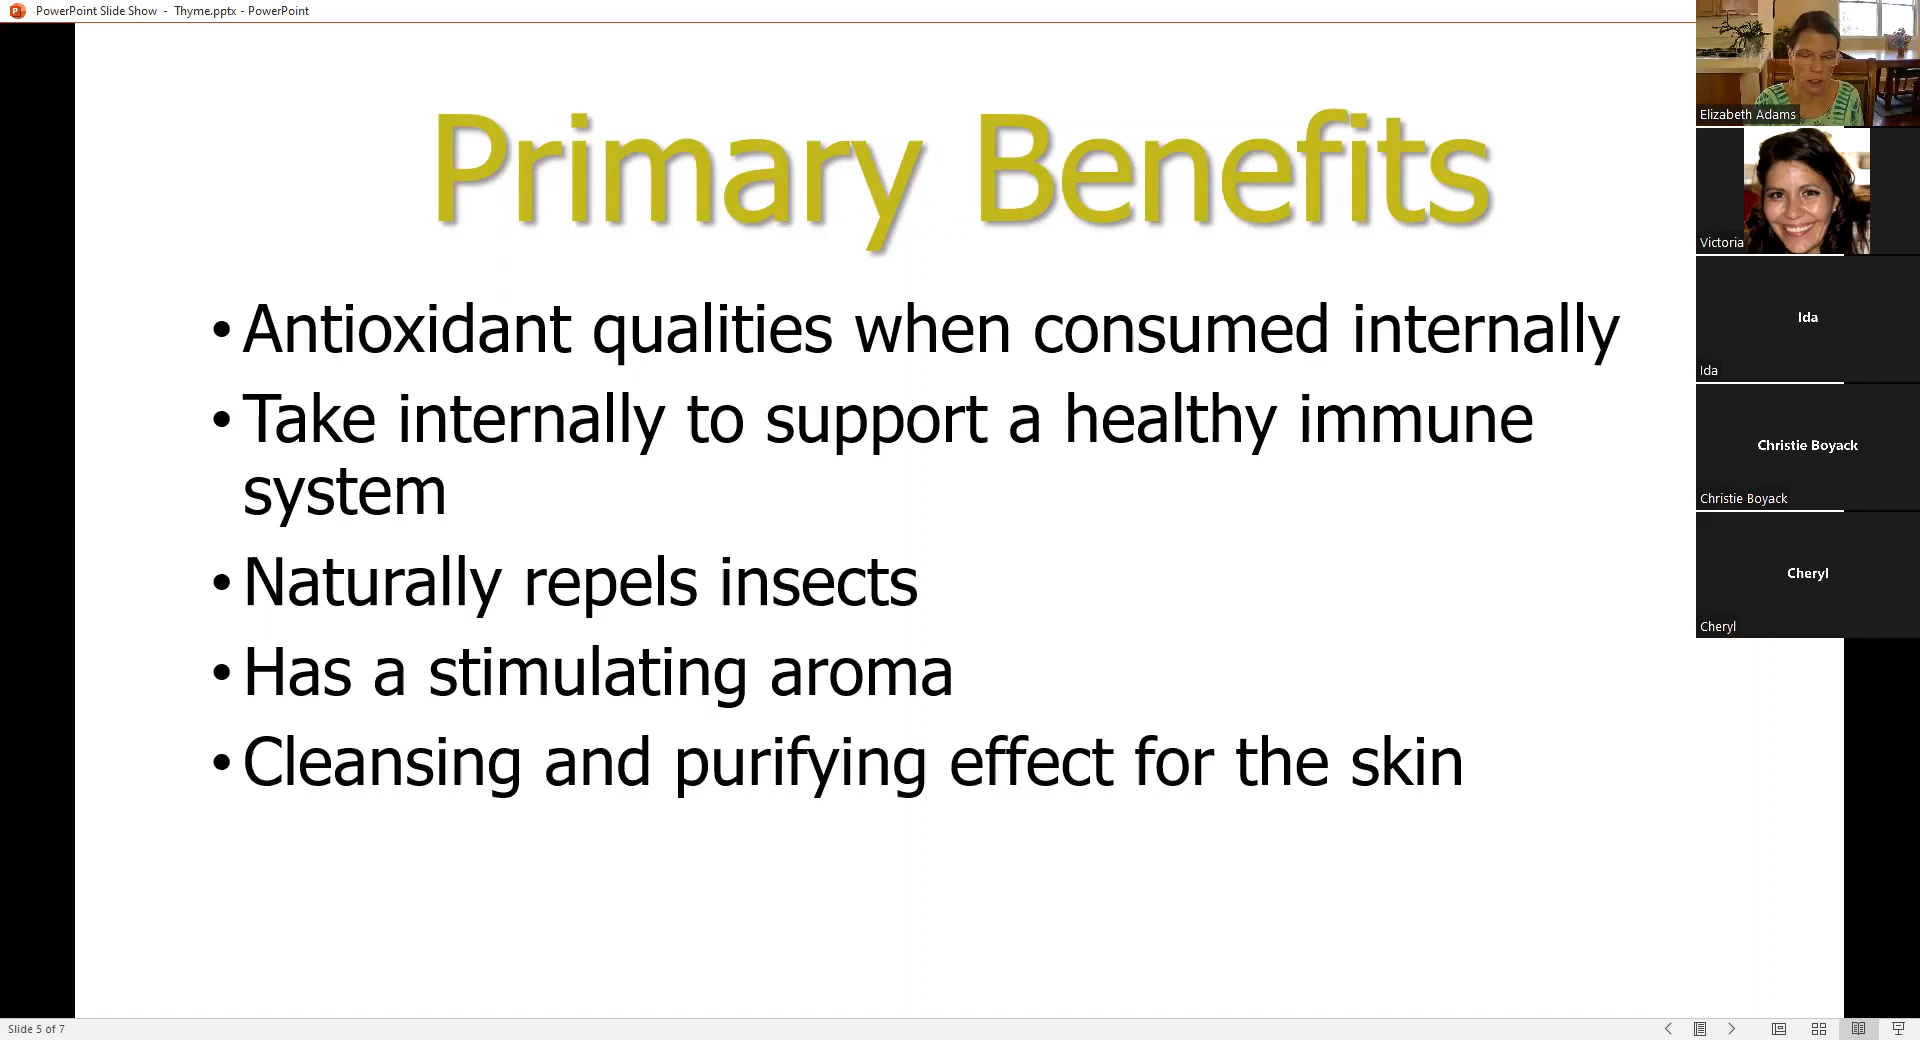 PowerPoint Slide Show - Thyme.pptx - PowerPoint
Primary Benefits
• Antioxidant qualities when consumed internally
• Take internally to support a healthy immune
system
• Naturally repels insects
• Has a stimulating aroma
• Cleansing and purifying effect for the skin
Elizabeth Adams
Victoria
Ida
Ida
Christie Boyack
Christie Boyack
Cheryl
Cheryl
Slide 5 of 7